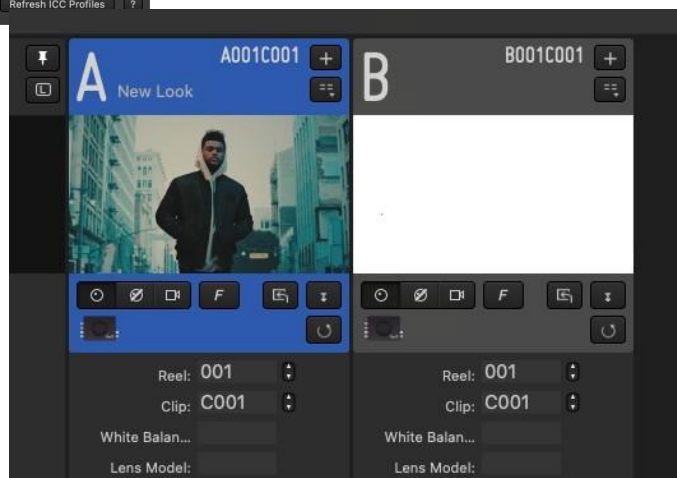 Refresh ICC Profiles ?
L
A A001C001 +
New Look
B B001C001 +
F
F
Reel: 001
Clip: C001
White Balan...
Lens Model:
Reel: 001
Clip: C001
White Balan...
Lens Model: